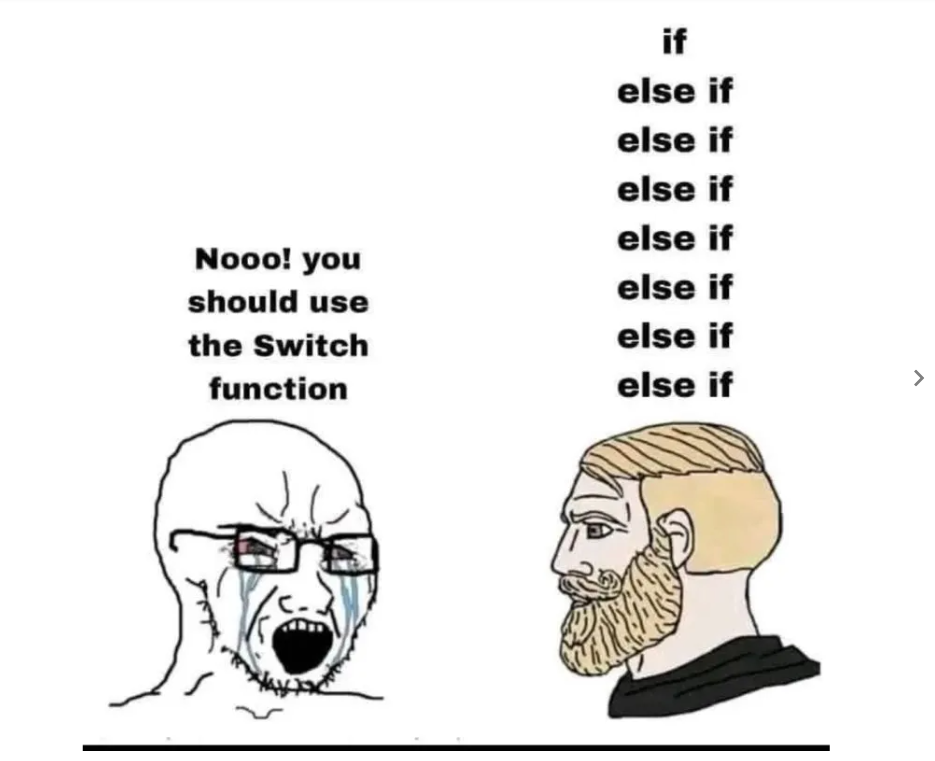 Nooo! you
should use
the Switch
function
if
else if
else if
else if
else if
else if
else if
else if